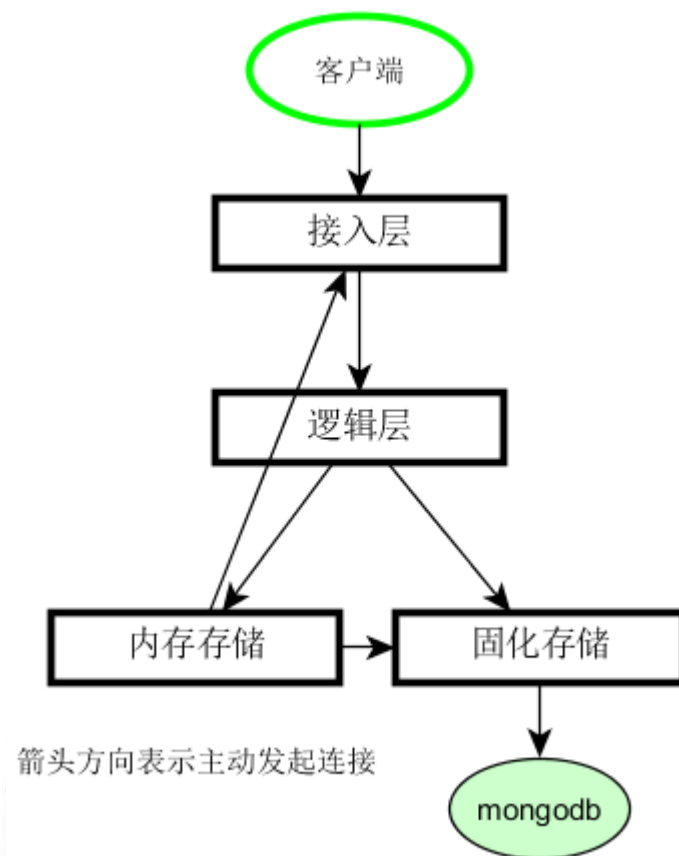 客户端
接入层
逻辑层
内存存储
固化存储
箭头方向表示主动发起连接
mongodb